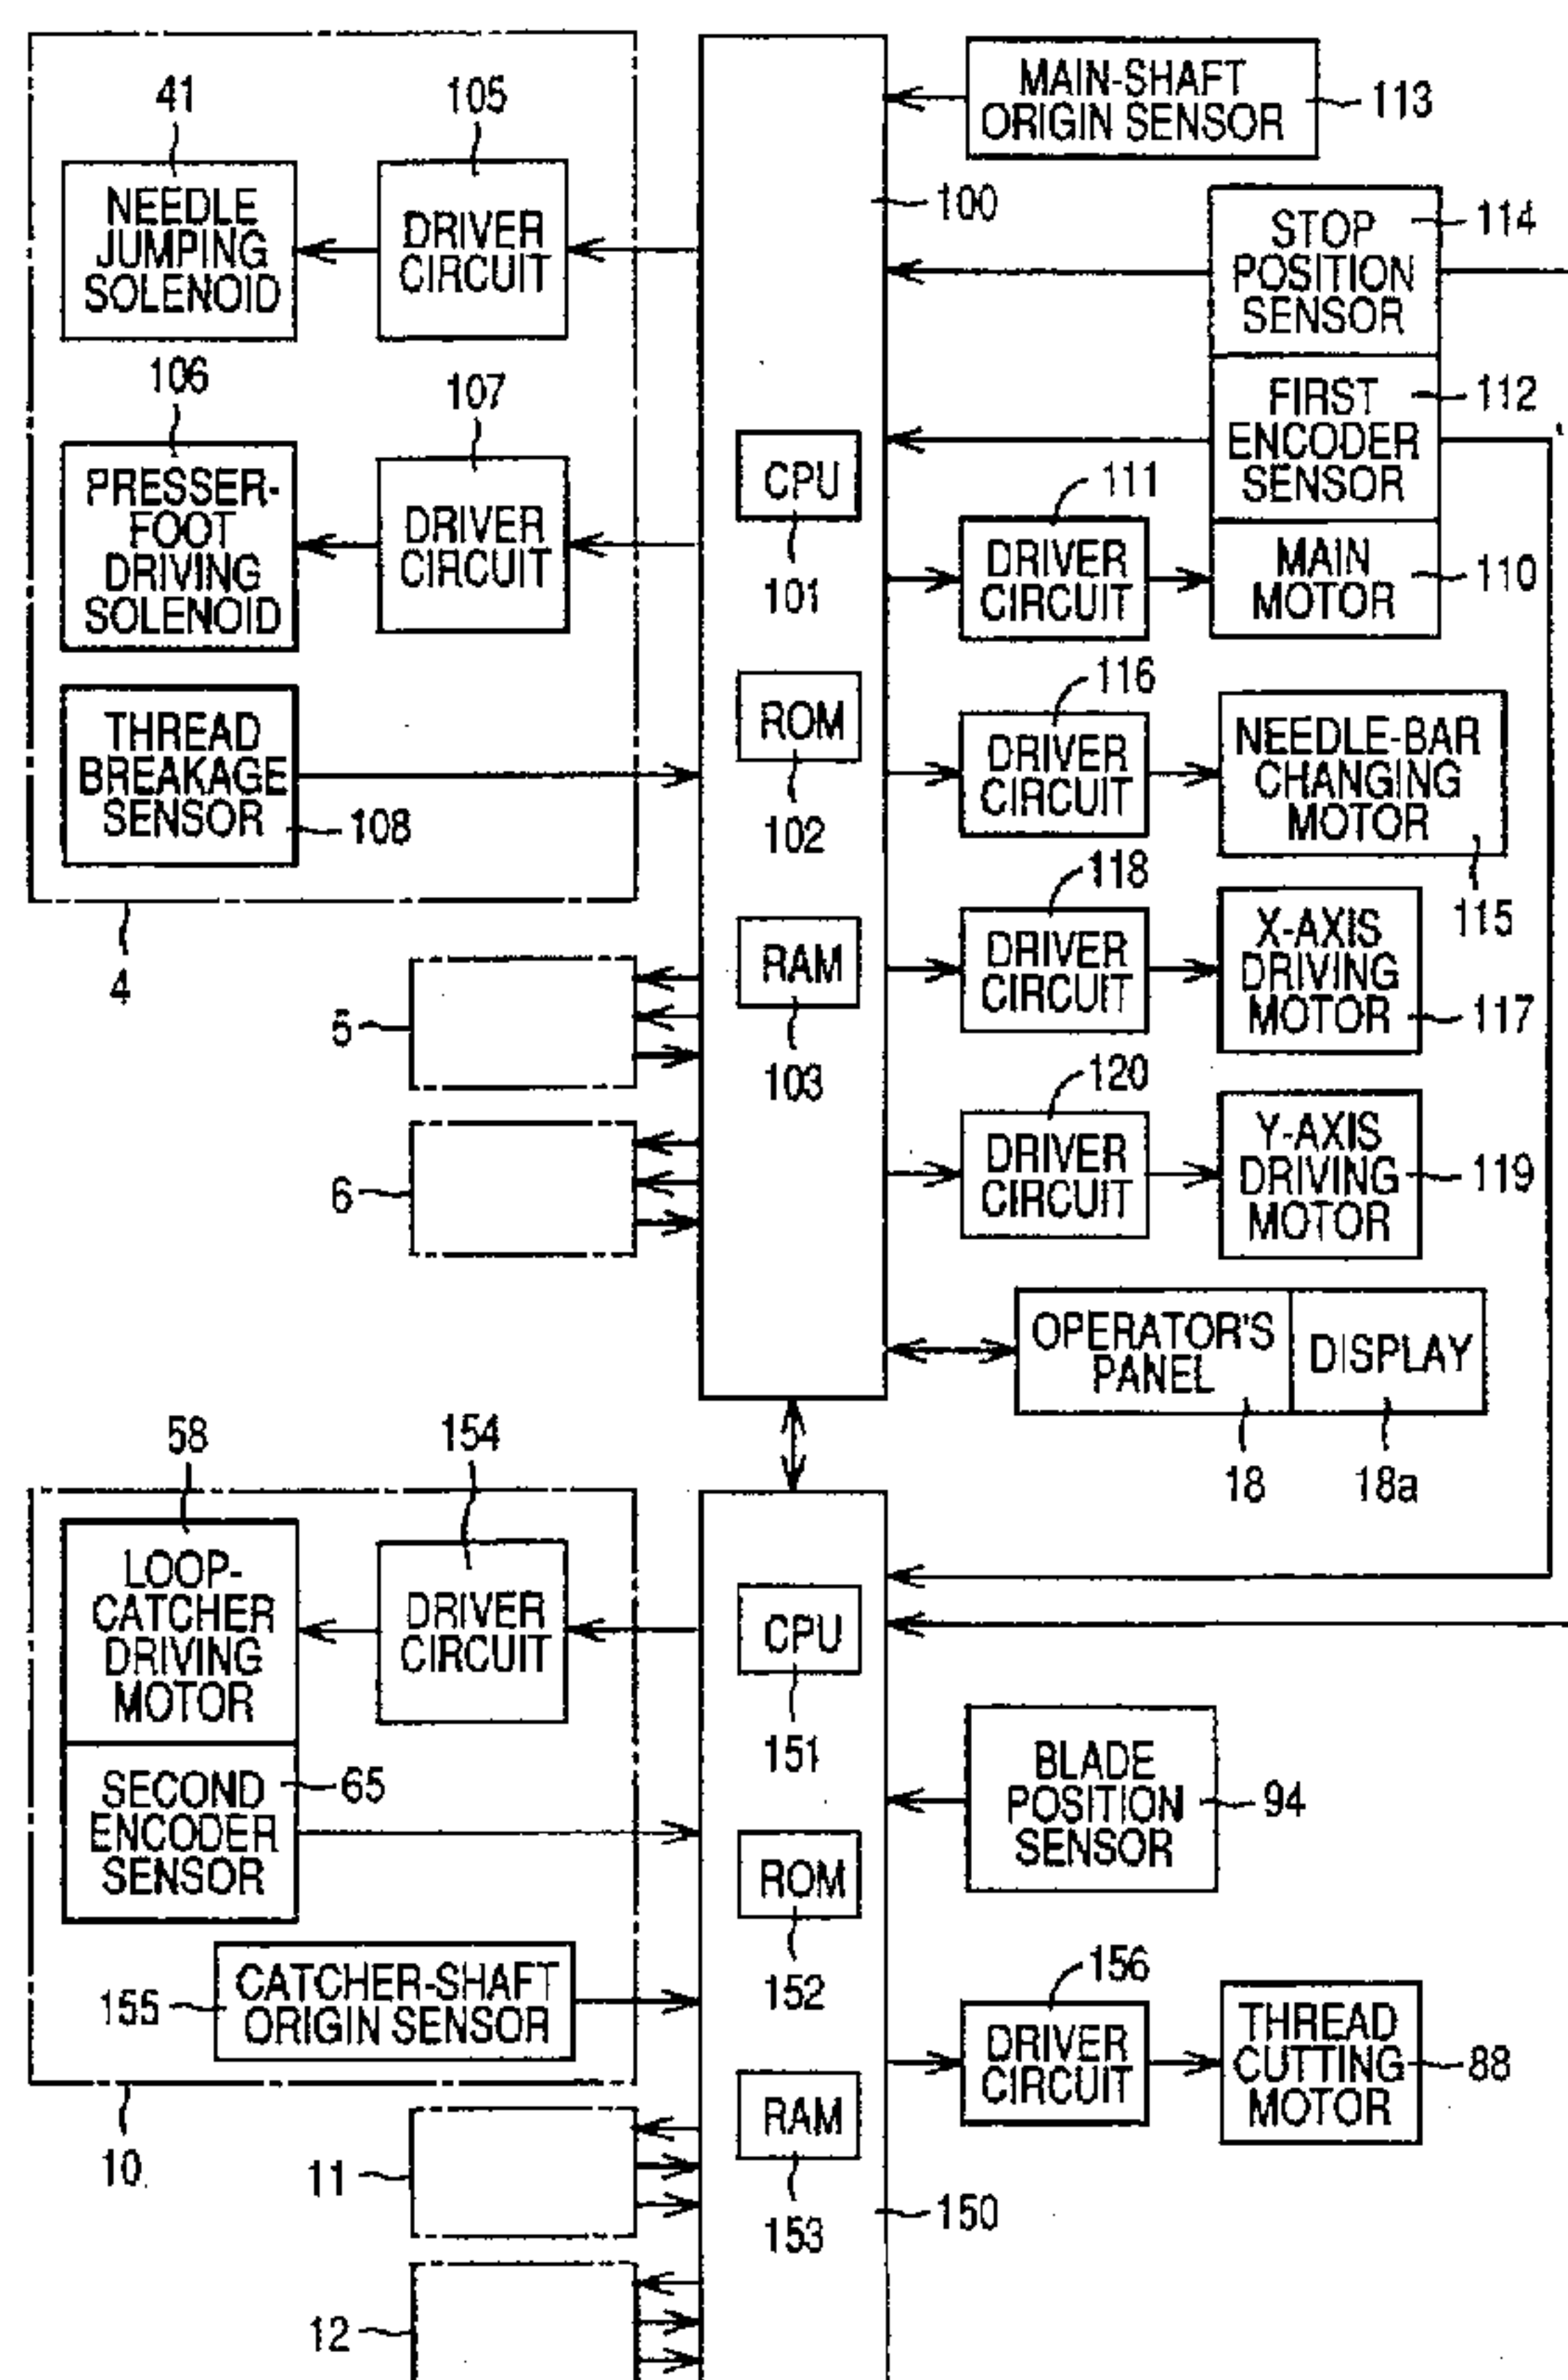 41
105
NEEDLE
JUMPING
SOLENOID
DRIVER
CIRCUIT
106
107
PRESSER-
FOOT
DRIVING
SOLENOID
DRIVER
CIRCUIT
THREAD
BREAKAGE
SENSOR
108
4
5
6
100
CPU
101
ROM
102
RAM
103
MAIN-SHAFT
ORIGIN SENSOR
113
STOP
POSITION
SENSOR
114
FIRST
ENCODER
SENSOR
112
111
DRIVER
CIRCUIT
MAIN
MOTOR
110
116
DRIVER
CIRCUIT
NEEDLE-BAR
CHANGING
MOTOR
115
118
DRIVER
CIRCUIT
X-AXIS
DRIVING
MOTOR
117
120
DRIVER
CIRCUIT
Y-AXIS
DRIVING
MOTOR
119
OPERATOR'S
PANEL
DISPLAY
18
18a
58
154
LOOP-
CATCHER
DRIVING
MOTOR
DRIVER
CIRCUIT
SECOND
ENCODER
SENSOR
65
155
CATCHER-SHAFT
ORIGIN SENSOR
10
11
12
CPU
151
ROM
152
RAM
153
150
BLADE
POSITION
SENSOR
94
156
DRIVER
CIRCUIT
THREAD
CUTTING
MOTOR
88